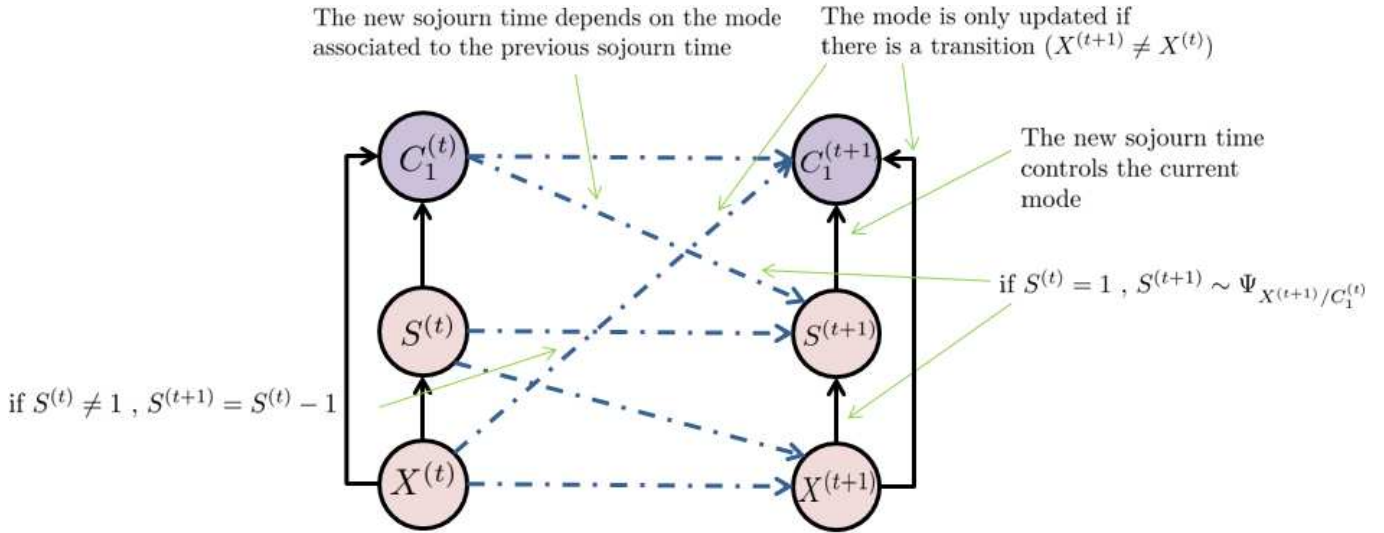 The new sojourn time depends on the mode
associated to the previous sojourn time
The mode is only updated if
there is a transition (X^{(t+1)} ≠ X^{(t)})
C_1^{(t)}
C_1^{(t+1)}
The new sojourn time
controls the current
mode
if S^{(t)} = 1 , S^{(t+1)} ∼ Ψ_{X^{(t+1)}/C_1^{(t)}}
S^{(t)}
S^{(t+1)}
if S^{(t)} ≠ 1 , S^{(t+1)} = S^{(t)} − 1
X^{(t)}
X^{(t+1)}